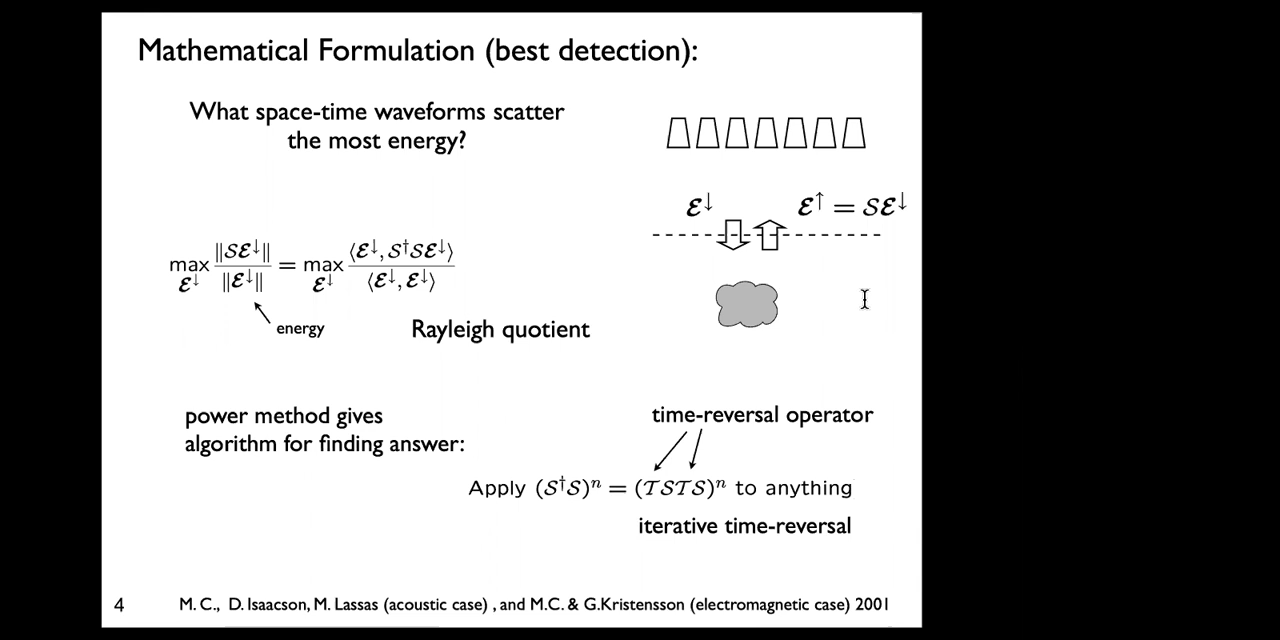 Mathematical Formulation (best detection):
What space-time waveforms scatter
the most energy?
ℰ↓ ℰ↑ = 𝒮ℰ↓
max_{ℰ↓} ‖𝒮ℰ↓‖ / ‖ℰ↓‖ = max_{ℰ↓} ⟨ℰ↓, 𝒮†𝒮ℰ↓⟩ / ⟨ℰ↓, ℰ↓⟩
energy
Rayleigh quotient
power method gives
algorithm for finding answer:
time-reversal operator
Apply (𝒮†𝒮)ⁿ = (𝒯𝒮𝒯𝒮)ⁿ to anything
iterative time-reversal
4 M. C., D. Isaacson, M. Lassas (acoustic case) , and M.C. & G.Kristensson (electromagnetic case) 2001